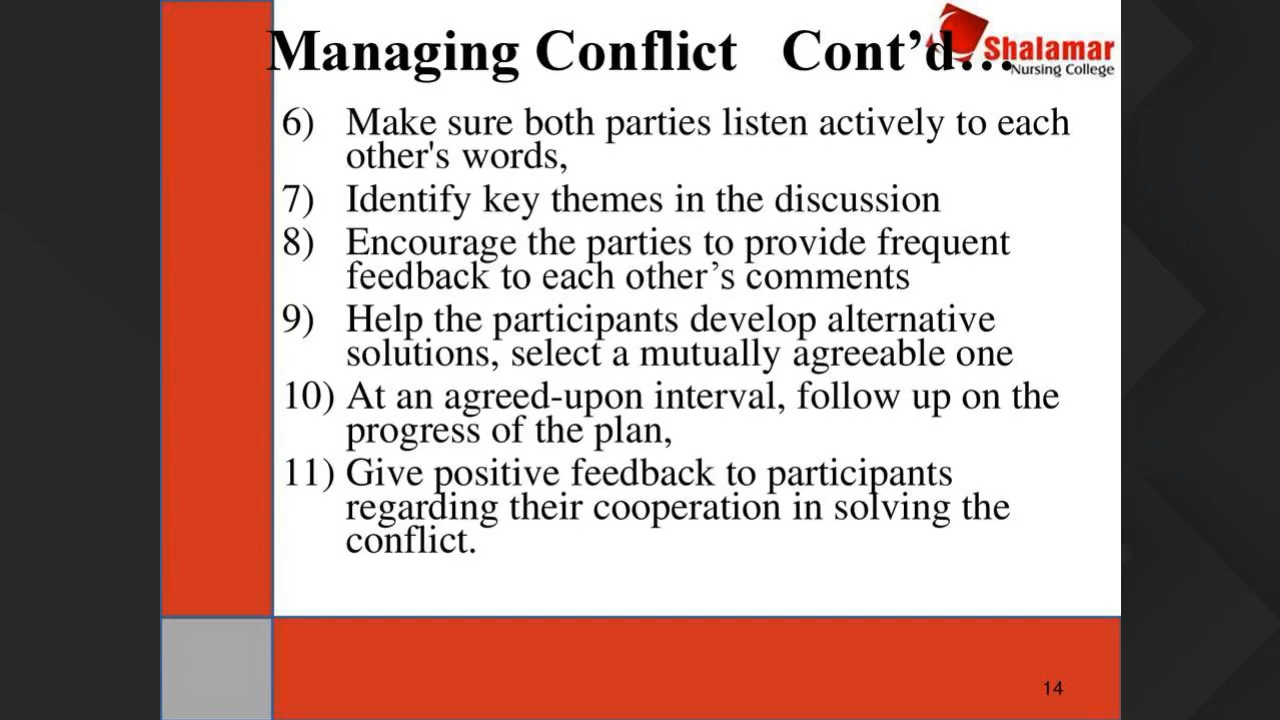 Managing Conflict Cont’d…
Shalamar
Nursing College
6) Make sure both parties listen actively to each
other's words,
7) Identify key themes in the discussion
8) Encourage the parties to provide frequent
feedback to each other’s comments
9) Help the participants develop alternative
solutions, select a mutually agreeable one
10) At an agreed-upon interval, follow up on the
progress of the plan,
11) Give positive feedback to participants
regarding their cooperation in solving the
conflict.
14